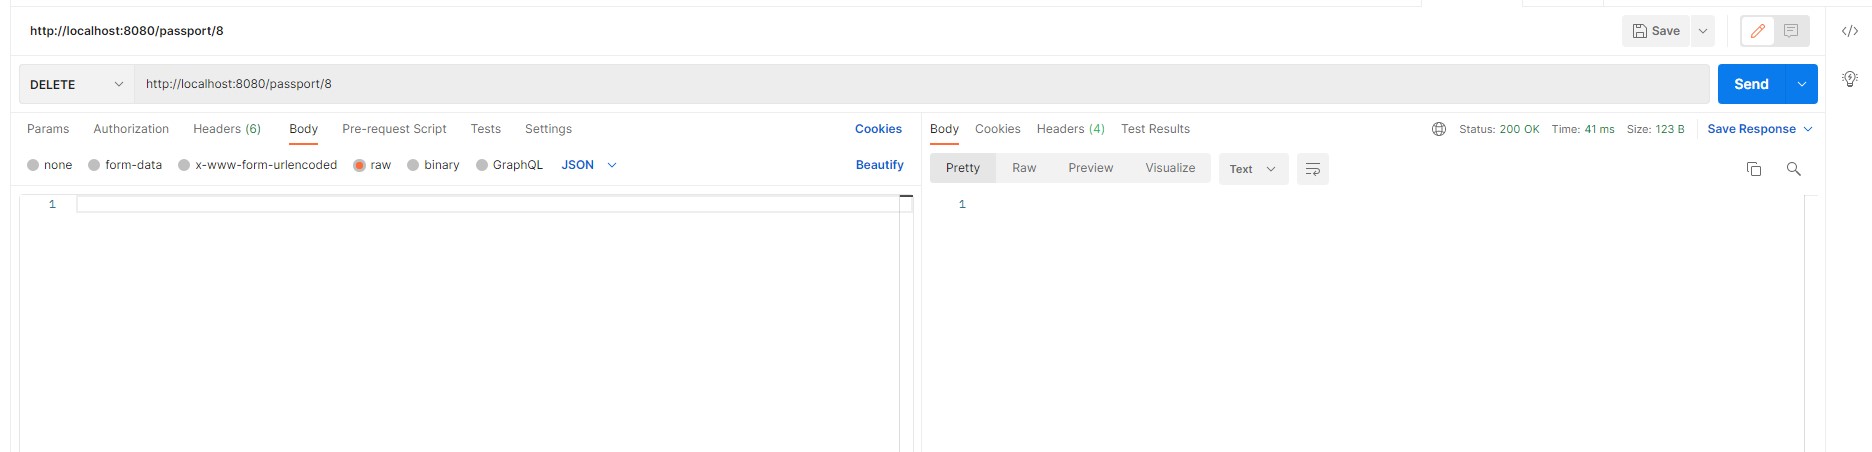 http://localhost:8080/passport/8
Save
DELETE
http://localhost:8080/passport/8
Send
Params Authorization Headers (6) Body Pre-request Script Tests Settings Cookies
none form-data x-www-form-urlencoded raw binary GraphQL JSON Beautify
1
Body Cookies Headers (4) Test Results Status: 200 OK Time: 41 ms Size: 123 B Save Response
Pretty Raw Preview Visualize Text
1